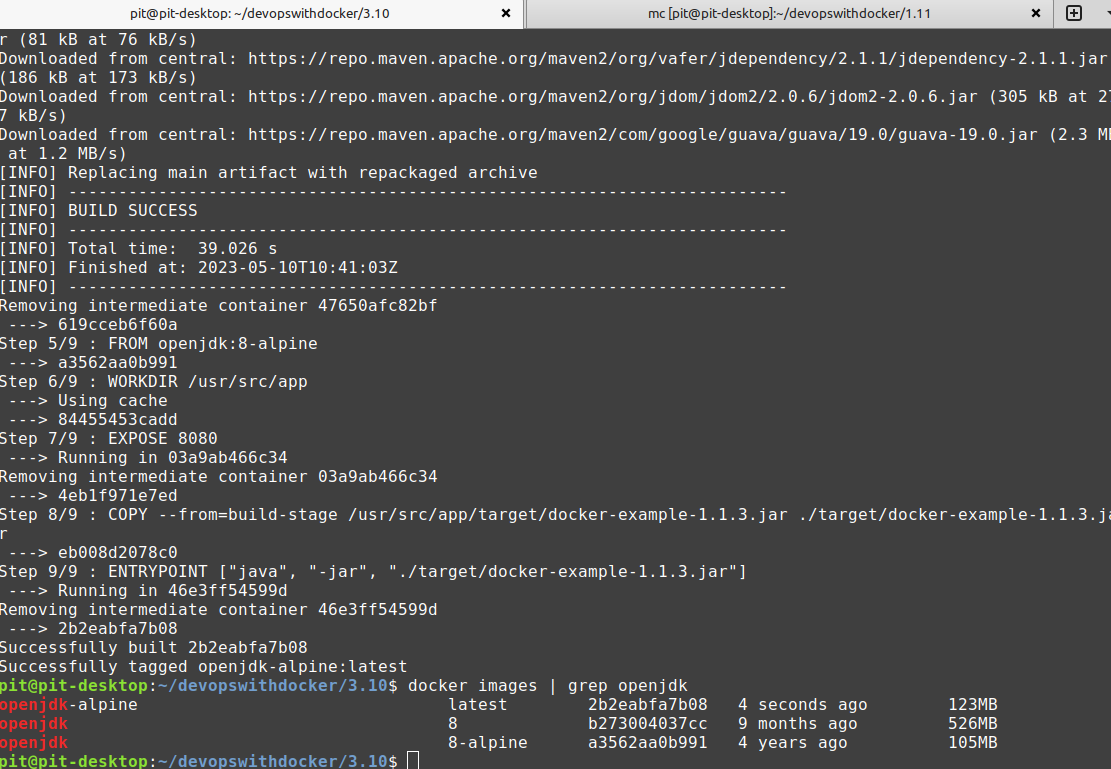 pit@pit-desktop: ~/devopswithdocker/3.10
mc [pit@pit-desktop]:~/devopswithdocker/1.11
r (81 kB at 76 kB/s)
Downloaded from central: https://repo.maven.apache.org/maven2/org/vafer/jdependency/2.1.1/jdependency-2.1.1.jar
(186 kB at 173 kB/s)
Downloaded from central: https://repo.maven.apache.org/maven2/org/jdom/jdom2/2.0.6/jdom2-2.0.6.jar (305 kB at 27
7 kB/s)
Downloaded from central: https://repo.maven.apache.org/maven2/com/google/guava/guava/19.0/guava-19.0.jar (2.3 MB
 at 1.2 MB/s)
[INFO] Replacing main artifact with repackaged archive
[INFO] ------------------------------------------------------------------------
[INFO] BUILD SUCCESS
[INFO] ------------------------------------------------------------------------
[INFO] Total time:  39.026 s
[INFO] Finished at: 2023-05-10T10:41:03Z
[INFO] ------------------------------------------------------------------------
Removing intermediate container 47650afc82bf
 ---> 619cceb6f60a
Step 5/9 : FROM openjdk:8-alpine
 ---> a3562aa0b991
Step 6/9 : WORKDIR /usr/src/app
 ---> Using cache
 ---> 84455453cadd
Step 7/9 : EXPOSE 8080
 ---> Running in 03a9ab466c34
Removing intermediate container 03a9ab466c34
 ---> 4eb1f971e7ed
Step 8/9 : COPY --from=build-stage /usr/src/app/target/docker-example-1.1.3.jar ./target/docker-example-1.1.3.ja
r
 ---> eb008d2078c0
Step 9/9 : ENTRYPOINT ["java", "-jar", "./target/docker-example-1.1.3.jar"]
 ---> Running in 46e3ff54599d
Removing intermediate container 46e3ff54599d
 ---> 2b2eabfa7b08
Successfully built 2b2eabfa7b08
Successfully tagged openjdk-alpine:latest
pit@pit-desktop:~/devopswithdocker/3.10$ docker images | grep openjdk
openjdk-alpine latest 2b2eabfa7b08 4 seconds ago 123MB
openjdk 8 b273004037cc 9 months ago 526MB
openjdk 8-alpine a3562aa0b991 4 years ago 105MB
pit@pit-desktop:~/devopswithdocker/3.10$